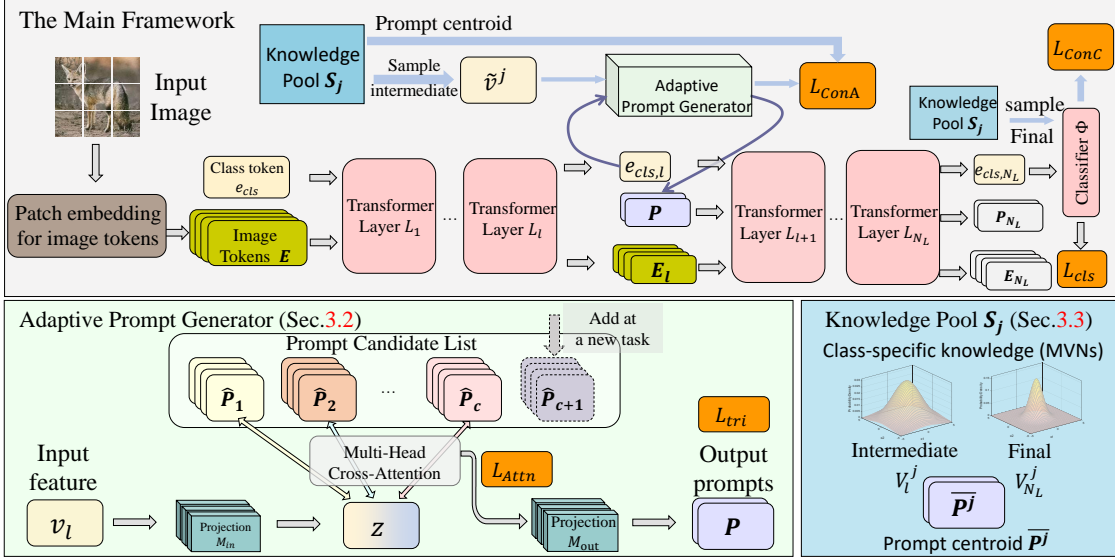 The Main Framework
Input
Image
Knowledge
Pool S_j
Prompt centroid
Sample
intermediate
ṽ^j
Adaptive
Prompt Generator
L_ConA
L_ConC
Knowledge
Pool S_j
sample
Final
Classifier Φ
Patch embedding
for image tokens
Class token
e_cls
Image
Tokens E
Transformer
Layer L_1
...
Transformer
Layer L_l
e_cls,l
P
E_l
Transformer
Layer L_l+1
...
Transformer
Layer L_N_L
e_cls,N_L
P_N_L
E_N_L
L_cls
Adaptive Prompt Generator (Sec.3.2)
Add at
a new task
Prompt Candidate List
P̂_1
P̂_2
...
P̂_c
P̂_c+1
Multi-Head
Cross-Attention
L_Attn
L_tri
Input
feature
v_l
Projection
M_in
z
Projection
M_out
Output
prompts
P
Knowledge Pool S_j (Sec.3.3)
Class-specific knowledge (MVNs)
Intermediate
V_l^j
Final
V_N_L^j
P̅^j
Prompt centroid P̅^j